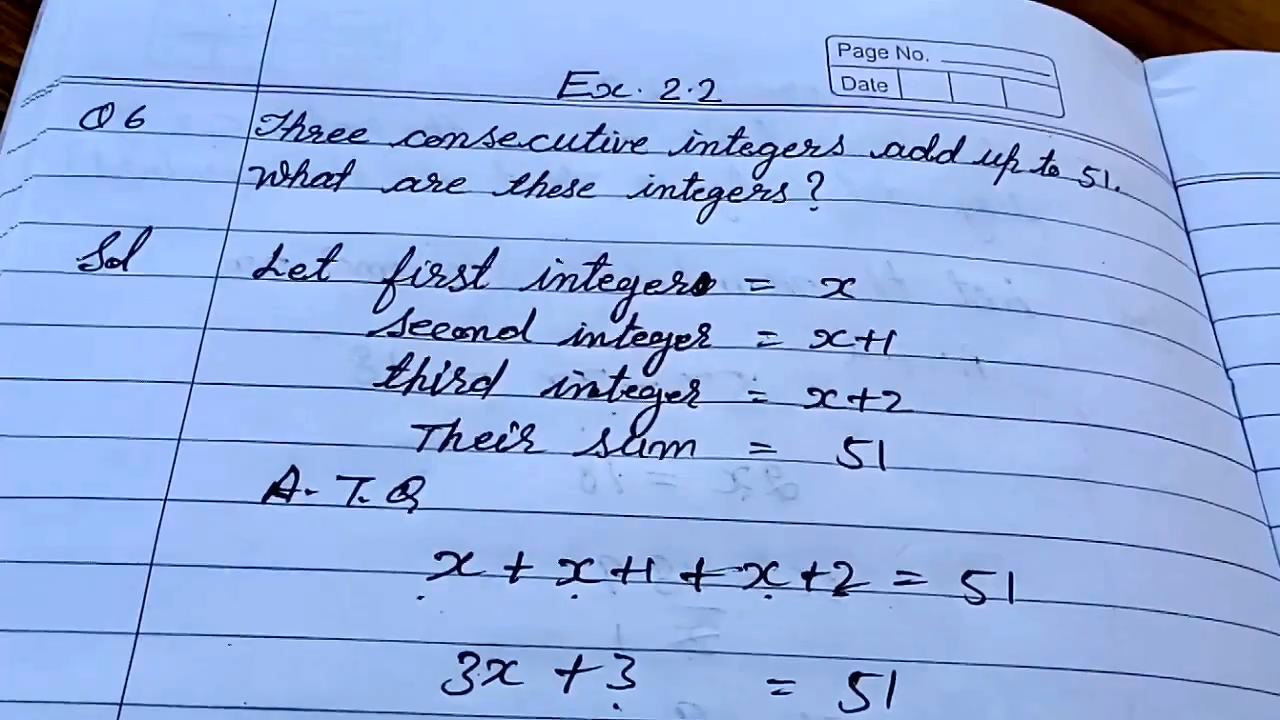 Page No.
Date
Ex. 2.2
Q6 Three consecutive integers add up to 51.
What are these integers?
Sol Let first integer = x
second integer = x+1
third integer = x+2
Their sum = 51
A.T.Q
x + x+1 + x+2 = 51
3x + 3 = 51